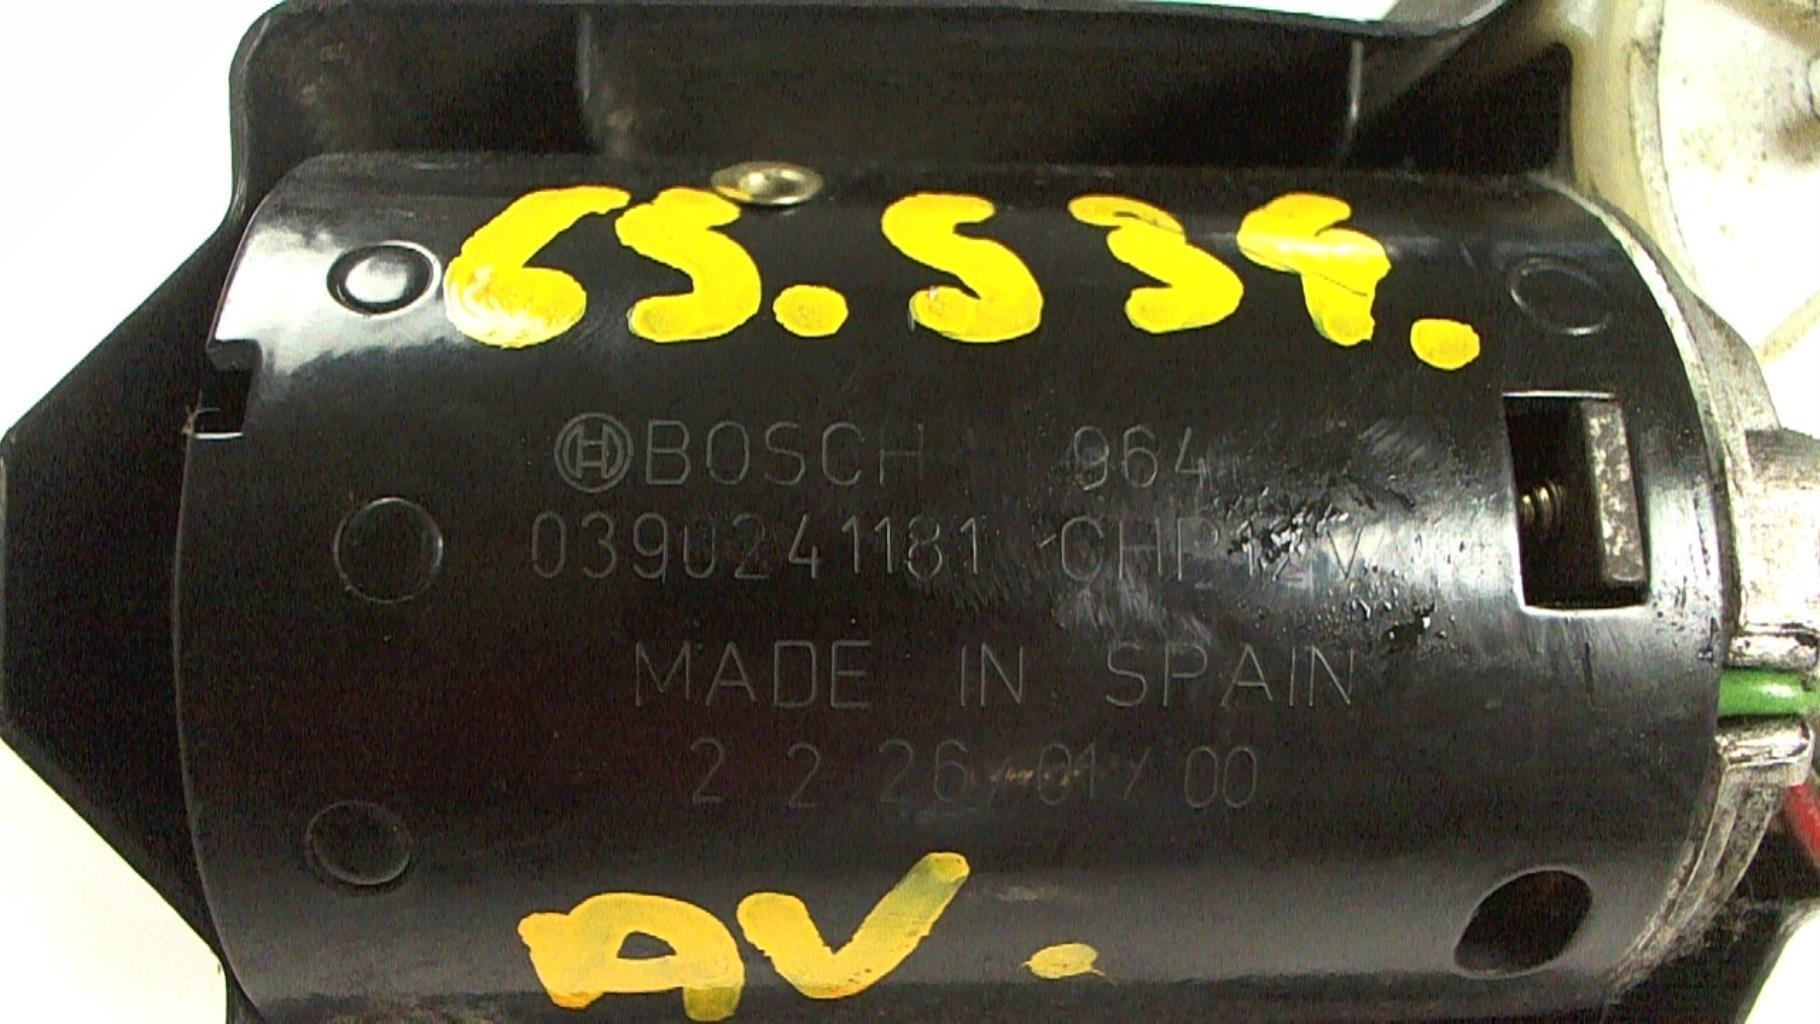 65.534.
BOSCH 964
0390241181 CHP 12V
MADE IN SPAIN
2 2 26/01/00
AV.